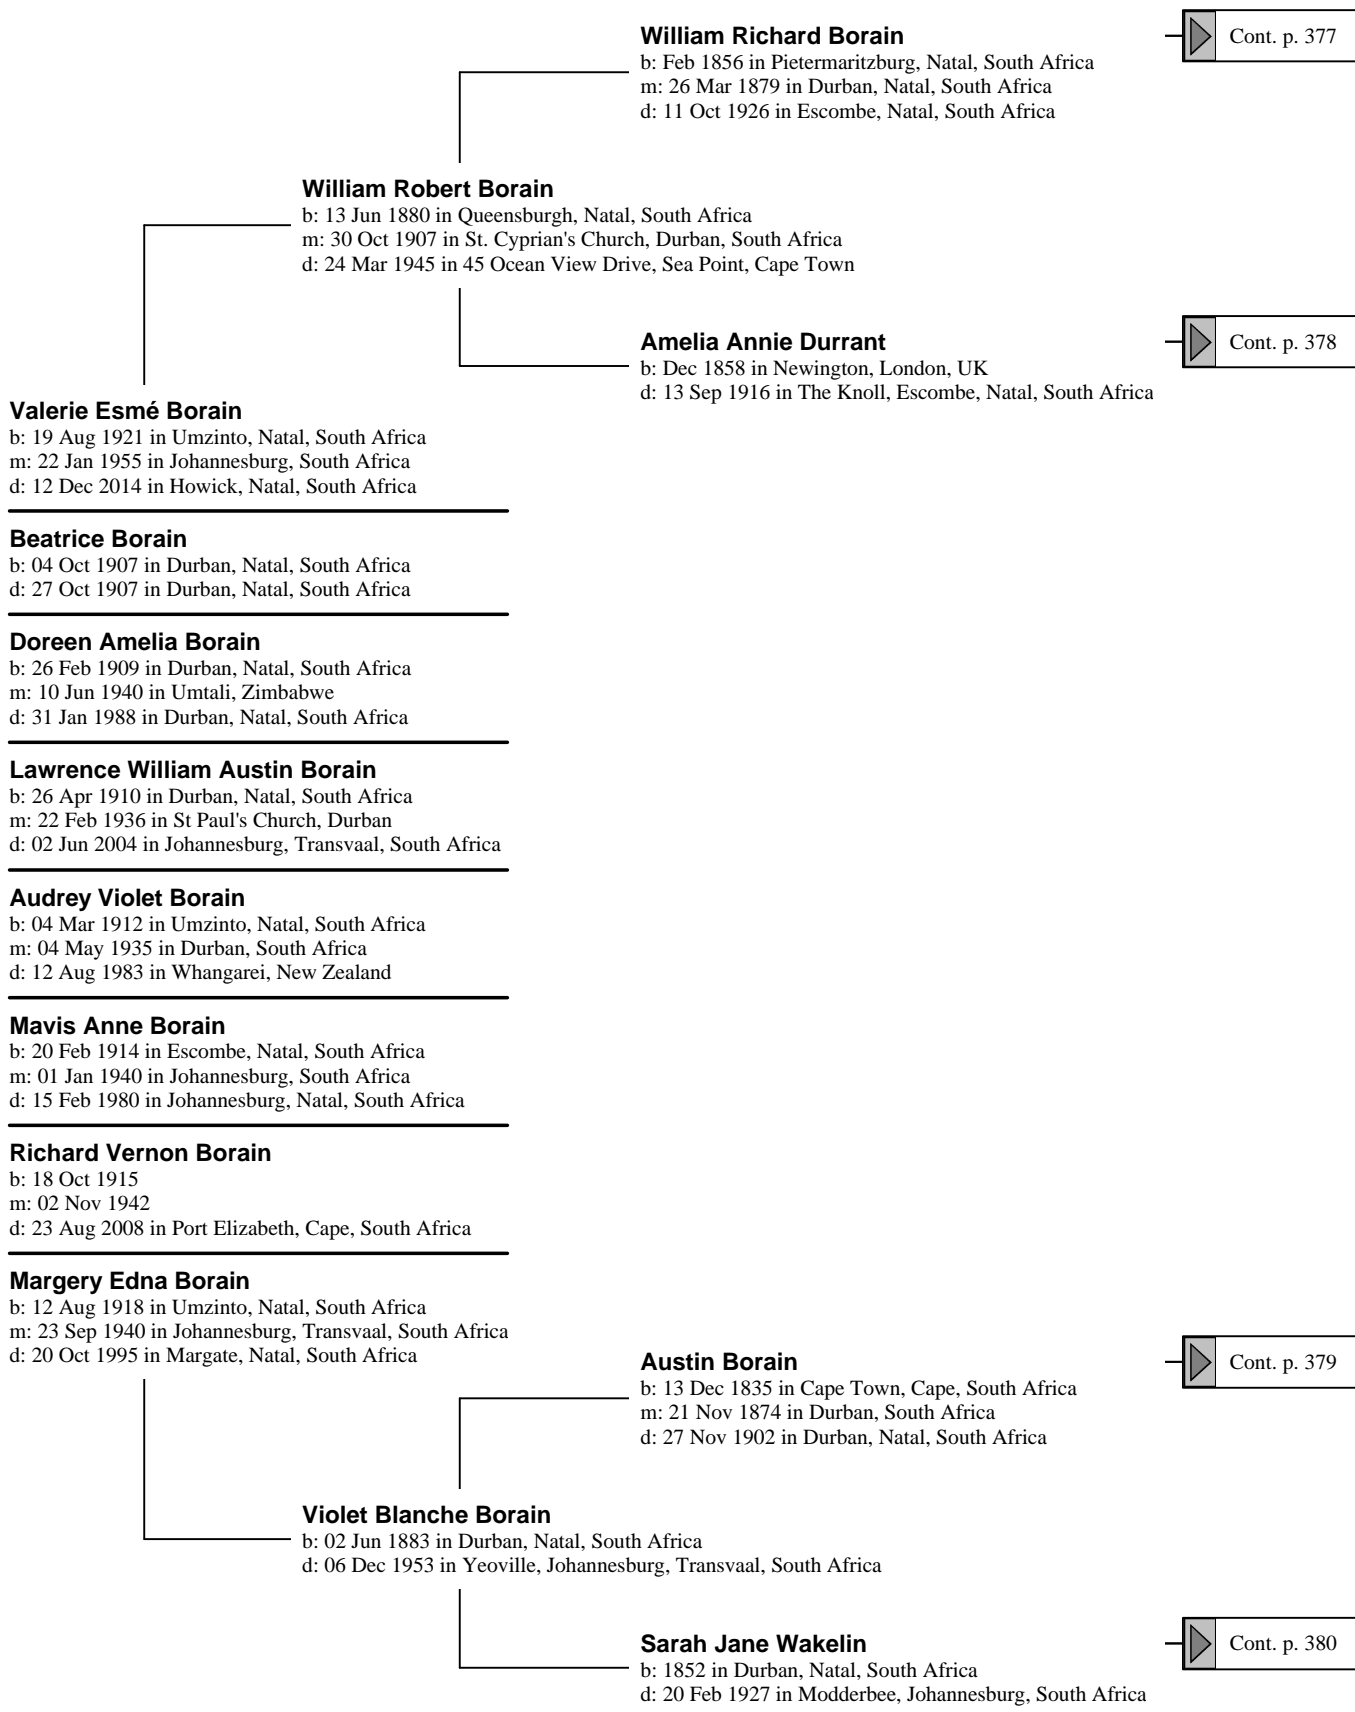 William Richard Borain
b: Feb 1856 in Pietermaritzburg, Natal, South Africa
m: 26 Mar 1879 in Durban, Natal, South Africa
d: 11 Oct 1926 in Escombe, Natal, South Africa
Cont. p. 377
William Robert Borain
b: 13 Jun 1880 in Queensburgh, Natal, South Africa
m: 30 Oct 1907 in St. Cyprian's Church, Durban, South Africa
d: 24 Mar 1945 in 45 Ocean View Drive, Sea Point, Cape Town
Amelia Annie Durrant
b: Dec 1858 in Newington, London, UK
d: 13 Sep 1916 in The Knoll, Escombe, Natal, South Africa
Cont. p. 378
Valerie Esmé Borain
b: 19 Aug 1921 in Umzinto, Natal, South Africa
m: 22 Jan 1955 in Johannesburg, South Africa
d: 12 Dec 2014 in Howick, Natal, South Africa
Beatrice Borain
b: 04 Oct 1907 in Durban, Natal, South Africa
d: 27 Oct 1907 in Durban, Natal, South Africa
Doreen Amelia Borain
b: 26 Feb 1909 in Durban, Natal, South Africa
m: 10 Jun 1940 in Umtali, Zimbabwe
d: 31 Jan 1988 in Durban, Natal, South Africa
Lawrence William Austin Borain
b: 26 Apr 1910 in Durban, Natal, South Africa
m: 22 Feb 1936 in St Paul's Church, Durban
d: 02 Jun 2004 in Johannesburg, Transvaal, South Africa
Audrey Violet Borain
b: 04 Mar 1912 in Umzinto, Natal, South Africa
m: 04 May 1935 in Durban, South Africa
d: 12 Aug 1983 in Whangarei, New Zealand
Mavis Anne Borain
b: 20 Feb 1914 in Escombe, Natal, South Africa
m: 01 Jan 1940 in Johannesburg, South Africa
d: 15 Feb 1980 in Johannesburg, Natal, South Africa
Richard Vernon Borain
b: 18 Oct 1915
m: 02 Nov 1942
d: 23 Aug 2008 in Port Elizabeth, Cape, South Africa
Margery Edna Borain
b: 12 Aug 1918 in Umzinto, Natal, South Africa
m: 23 Sep 1940 in Johannesburg, Transvaal, South Africa
d: 20 Oct 1995 in Margate, Natal, South Africa
Austin Borain
b: 13 Dec 1835 in Cape Town, Cape, South Africa
m: 21 Nov 1874 in Durban, South Africa
d: 27 Nov 1902 in Durban, Natal, South Africa
Cont. p. 379
Violet Blanche Borain
b: 02 Jun 1883 in Durban, Natal, South Africa
d: 06 Dec 1953 in Yeoville, Johannesburg, Transvaal, South Africa
Sarah Jane Wakelin
b: 1852 in Durban, Natal, South Africa
d: 20 Feb 1927 in Modderbee, Johannesburg, South Africa
Cont. p. 380